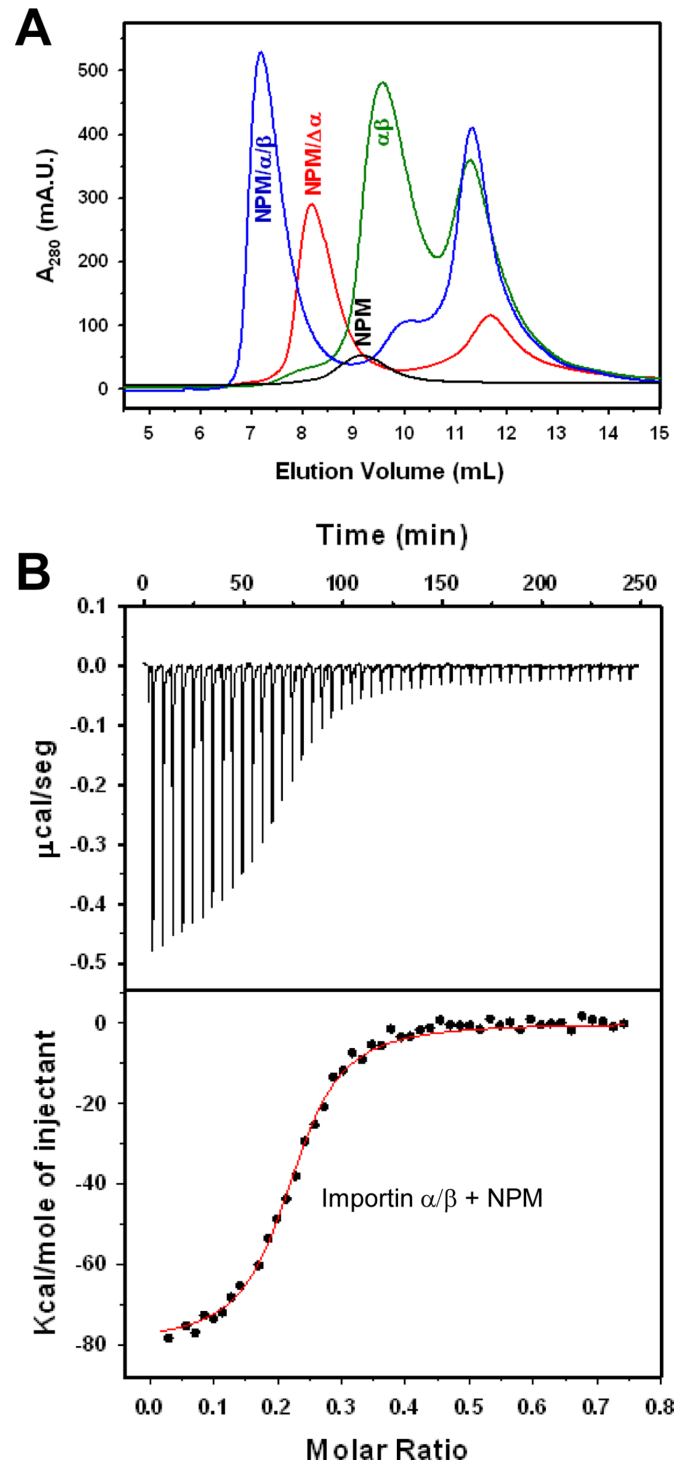 A
500
400
300
200
100
0
A280 (mA.U.)
NPM/α/β
NPM/Δα
αβ
NPM
5 6 7 8 9 10 11 12 13 14 15
Elution Volume (mL)
B
Time (min)
0 50 100 150 200 250
0.1
0.0
-0.1
-0.2
-0.3
-0.4
-0.5
µcal/seg
0
-20
-40
-60
-80
Kcal/mole of injectant
Importin α/β + NPM
0.0 0.1 0.2 0.3 0.4 0.5 0.6 0.7 0.8
Molar Ratio